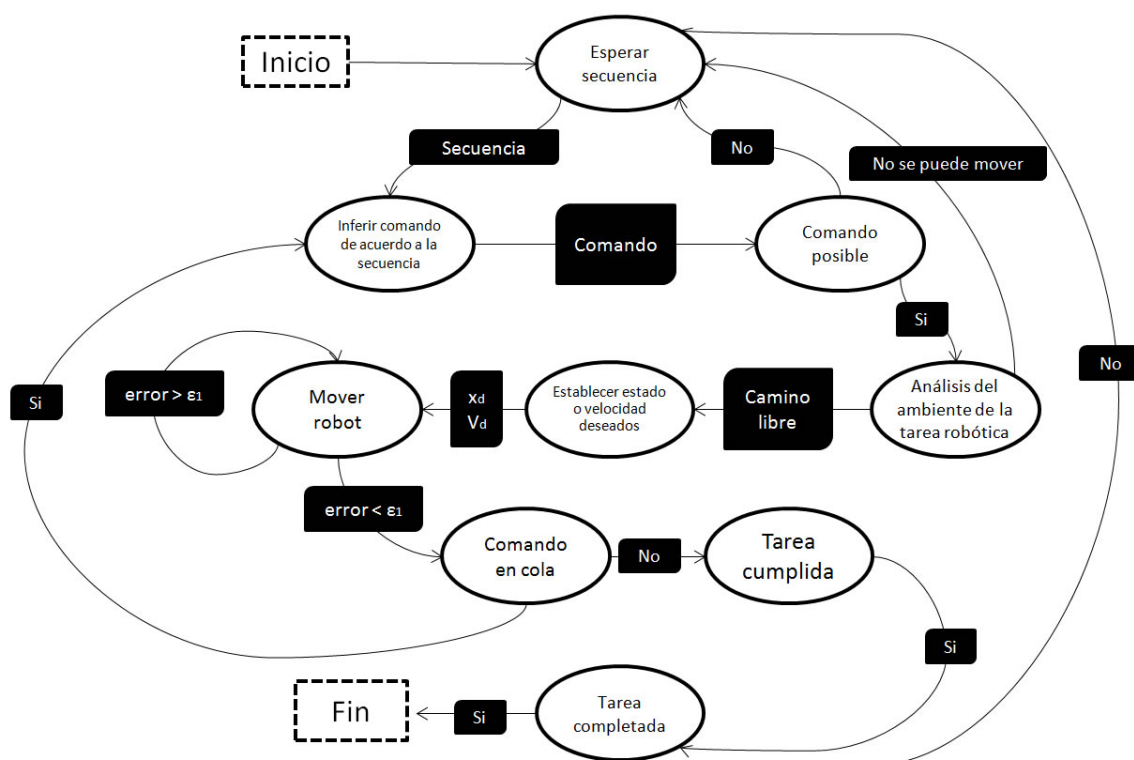 Inicio
Esperar
secuencia
Secuencia
No
No se puede mover
Inferir comando
de acuerdo a la
secuencia
Comando
Comando
posible
Si
No
Si
error > ε1
Mover
robot
xd
Vd
Establecer estado
o velocidad
deseados
Camino
libre
Análisis del
ambiente de la
tarea robótica
error < ε1
Comando
en cola
No
Tarea
cumplida
Si
Fin
Si
Tarea
completada